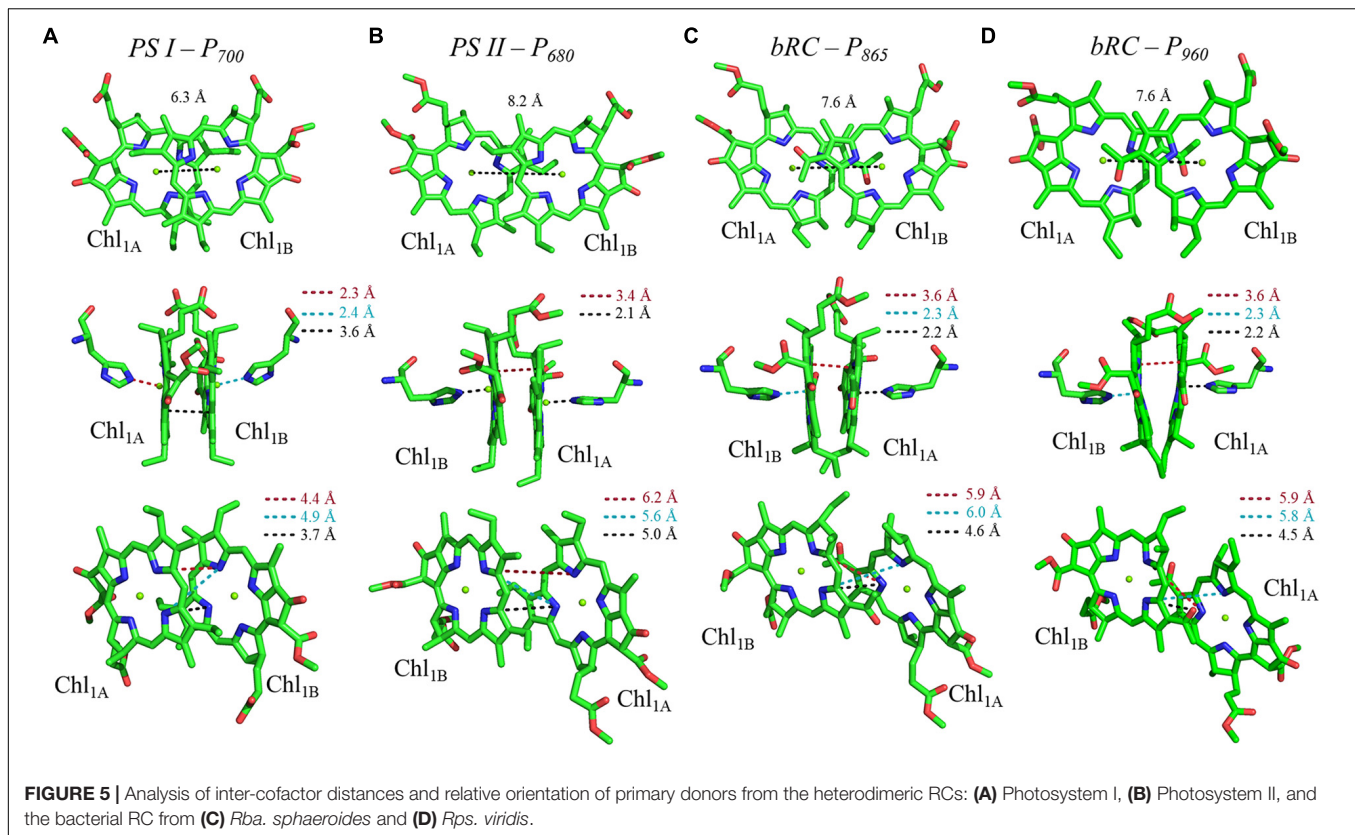 A
PS I – P700
B
PS II – P680
C
bRC – P865
D
bRC – P960
6.3 Å
8.2 Å
7.6 Å
7.6 Å
Chl1A
Chl1B
Chl1A
Chl1B
Chl1A
Chl1B
Chl1A
Chl1B
2.3 Å
2.4 Å
3.6 Å
Chl1A
Chl1B
3.4 Å
2.1 Å
Chl1B
Chl1A
3.6 Å
2.3 Å
2.2 Å
Chl1B
Chl1A
3.6 Å
2.3 Å
2.2 Å
Chl1B
Chl1A
4.4 Å
4.9 Å
3.7 Å
Chl1A
Chl1B
6.2 Å
5.6 Å
5.0 Å
Chl1B
Chl1A
5.9 Å
6.0 Å
4.6 Å
Chl1B
Chl1A
5.9 Å
5.8 Å
4.5 Å
Chl1B
Chl1A
FIGURE 5 | Analysis of inter-cofactor distances and relative orientation of primary donors from the heterodimeric RCs: (A) Photosystem I, (B) Photosystem II, and
the bacterial RC from (C) Rba. sphaeroides and (D) Rps. viridis.